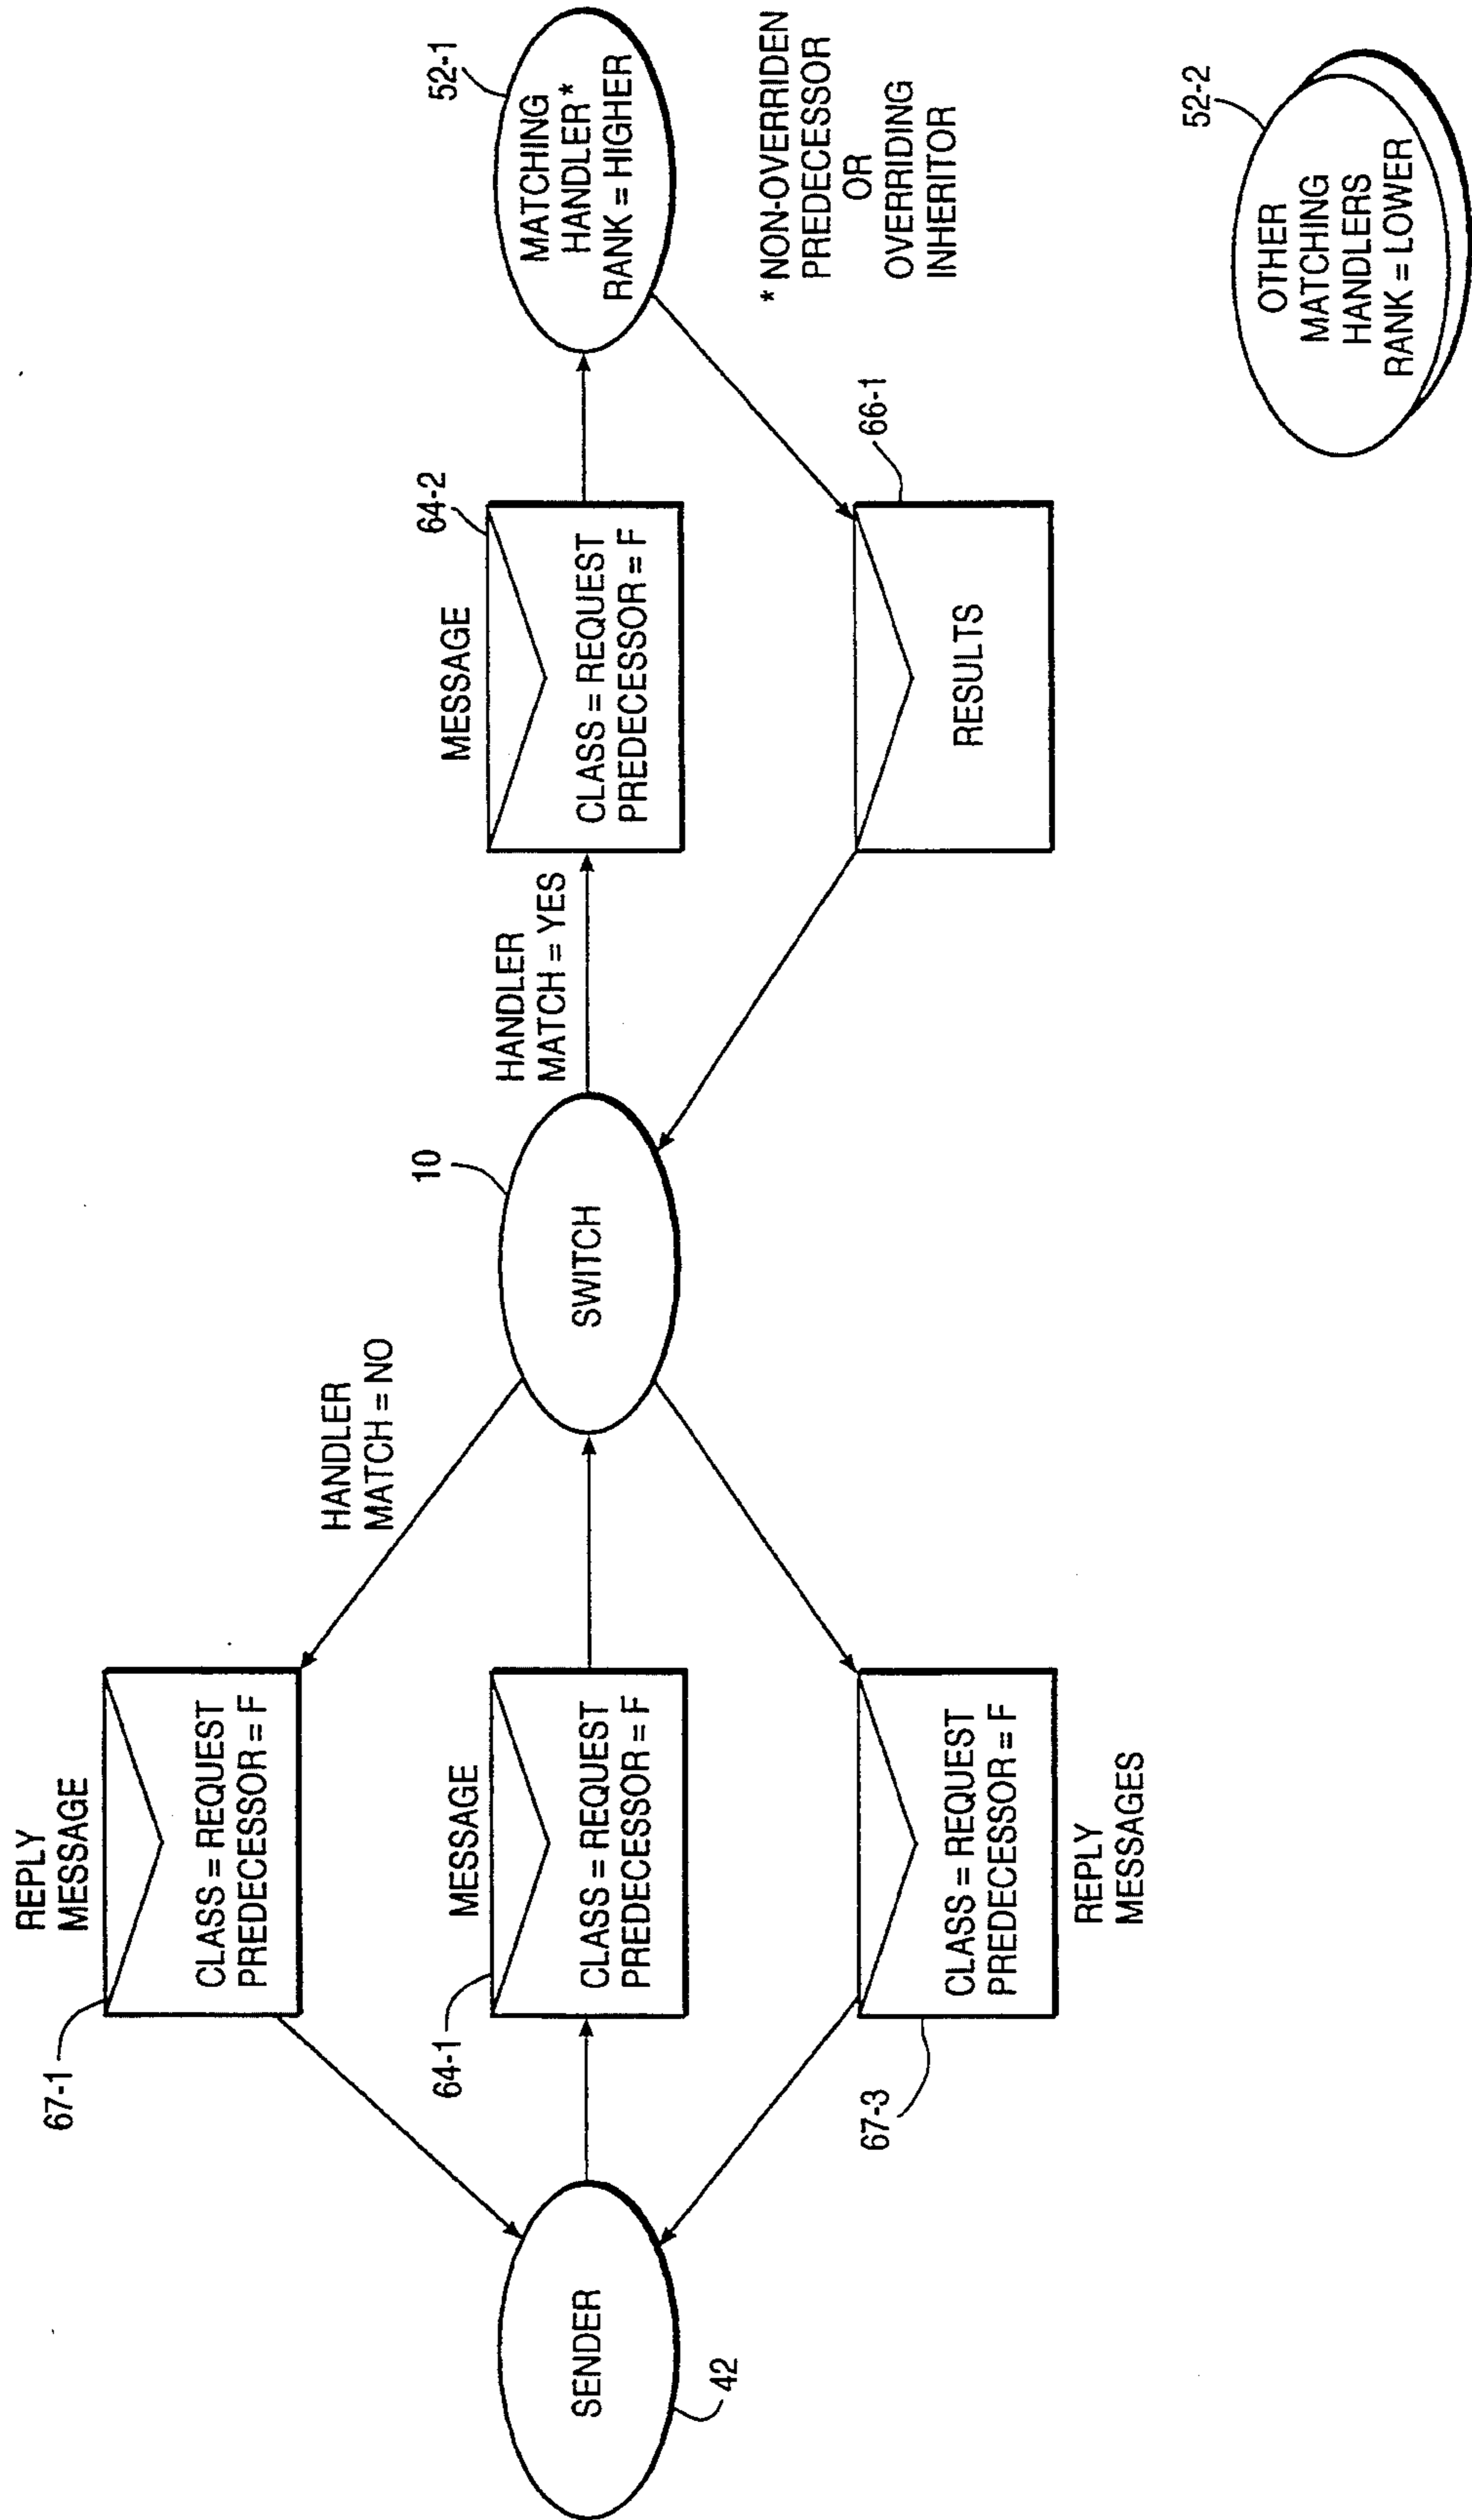 REPLY
MESSAGE
67-1
CLASS = REQUEST
PREDECESSOR = F
HANDLER
MATCH = NO
MESSAGE
64-1
CLASS = REQUEST
PREDECESSOR = F
SENDER
42
10
SWITCH
HANDLER
MATCH = YES
MESSAGE
64-2
CLASS = REQUEST
PREDECESSOR = F
52-1
MATCHING
HANDLER *
RANK = HIGHER
* NON-OVERRIDEN
PREDECESSOR
OR
OVERRIDING
INHERITOR
67-3
CLASS = REQUEST
PREDECESSOR = F
REPLY
MESSAGES
66-1
RESULTS
52-2
OTHER
MATCHING
HANDLERS
RANK = LOWER